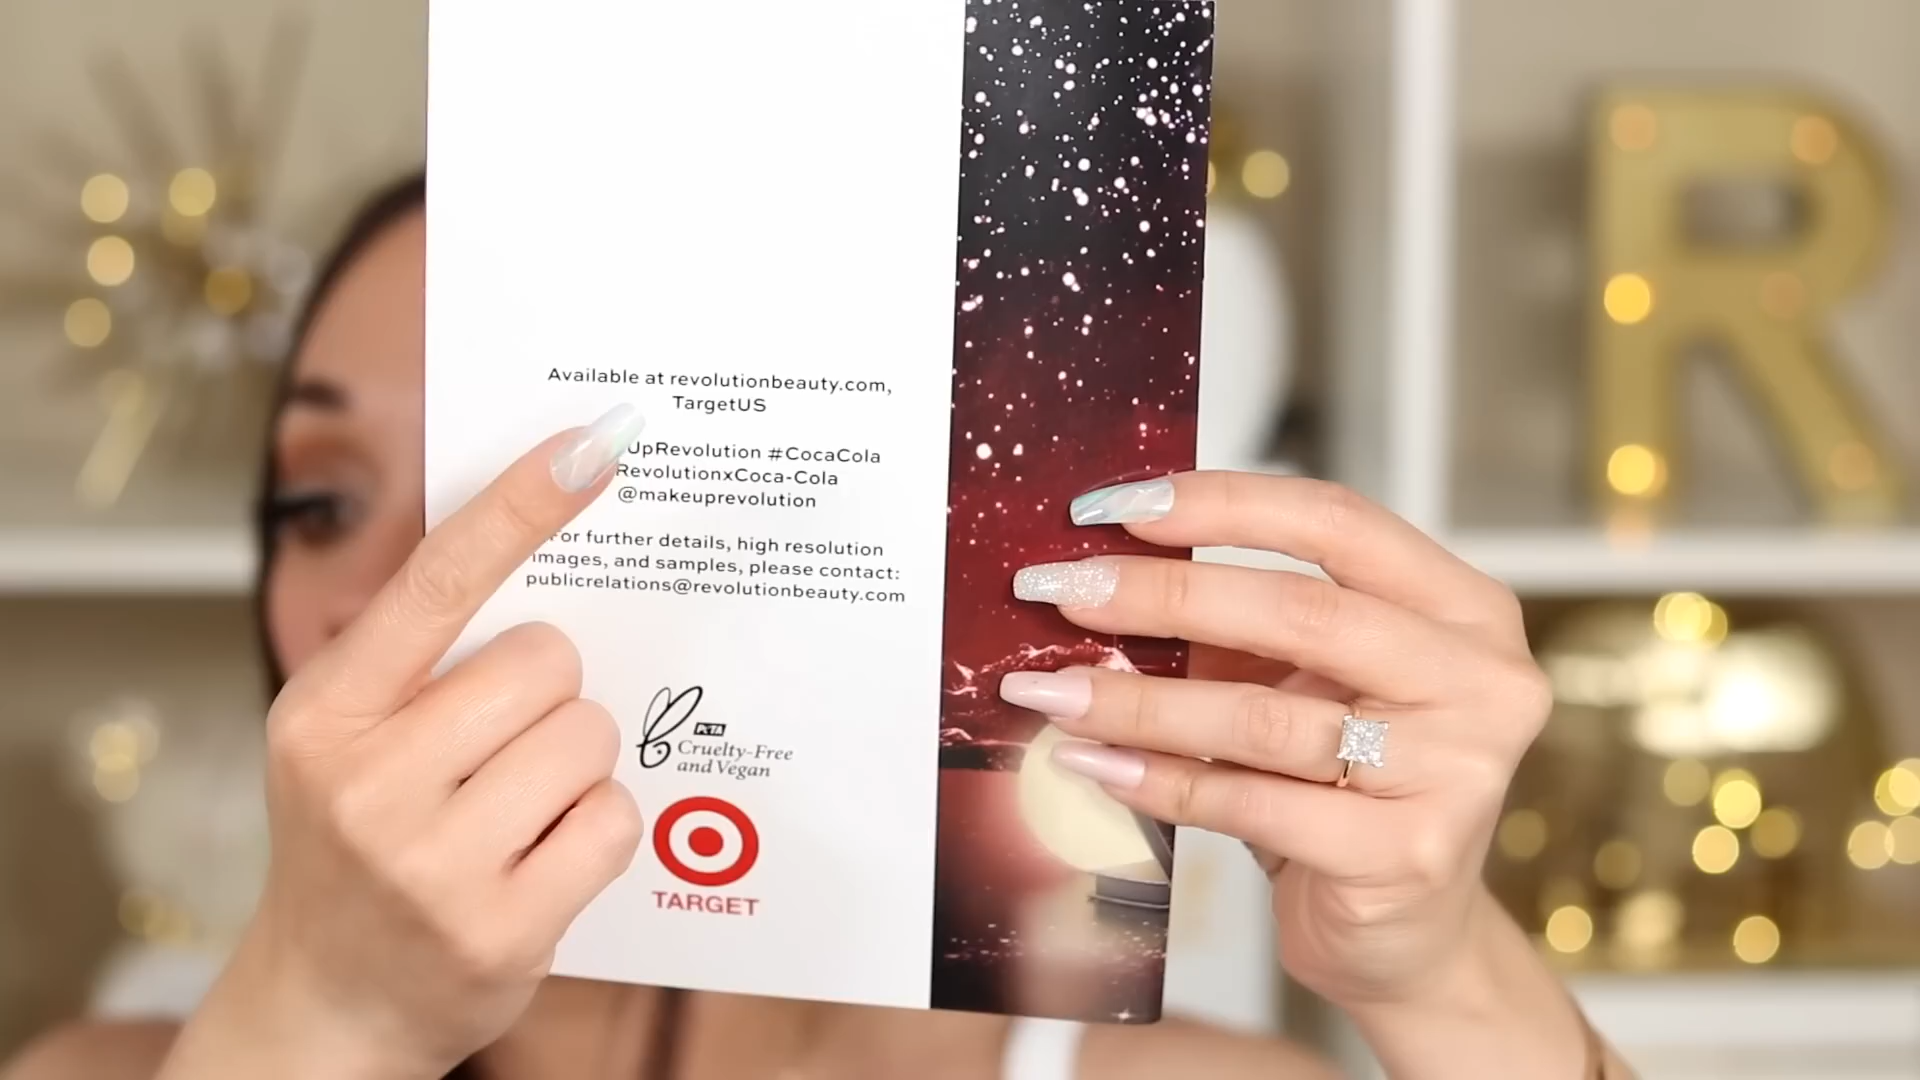 Available at revolutionbeauty.com,
TargetUS
UpRevolution #CocaCola
RevolutionxCoca-Cola
@makeuprevolution
For further details, high resolution
images, and samples, please contact:
publicrelations@revolutionbeauty.com
PETA
Cruelty-Free
and Vegan
TARGET
R